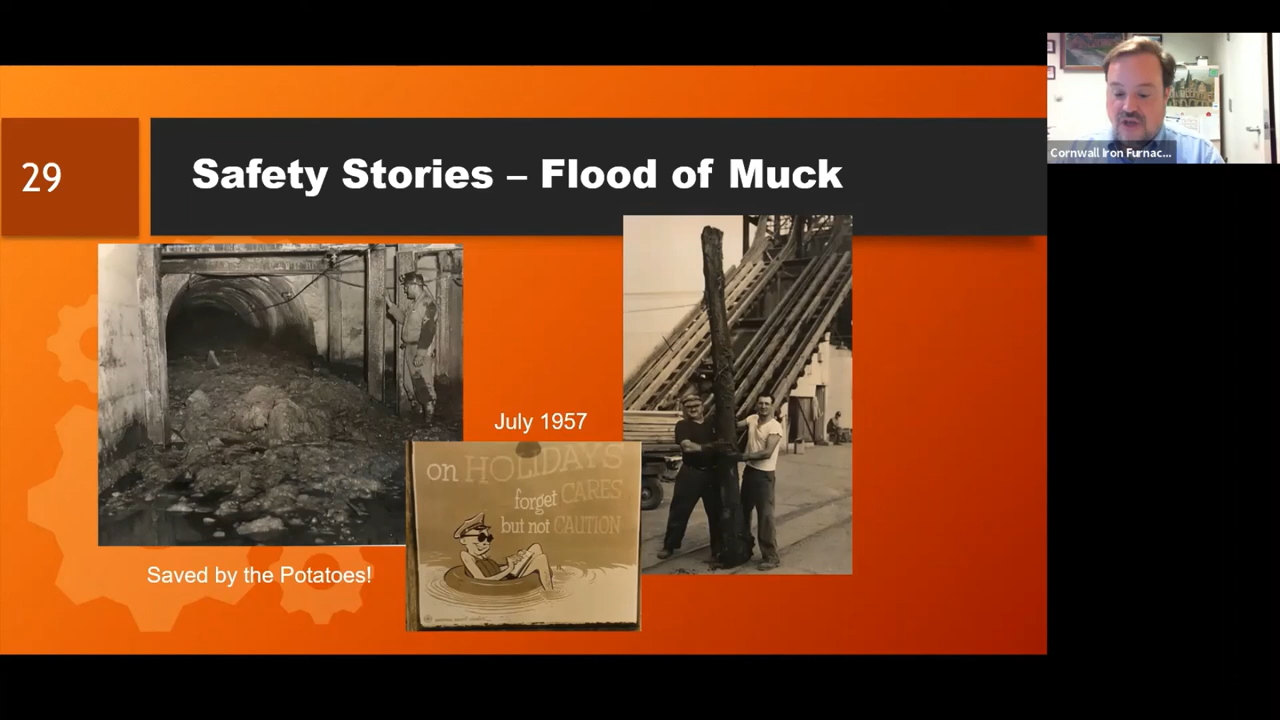 29
Safety Stories – Flood of Muck
Cornwall Iron Furnac...
July 1957
on HOLIDAYS
forget CARES
but not CAUTION
Saved by the Potatoes!